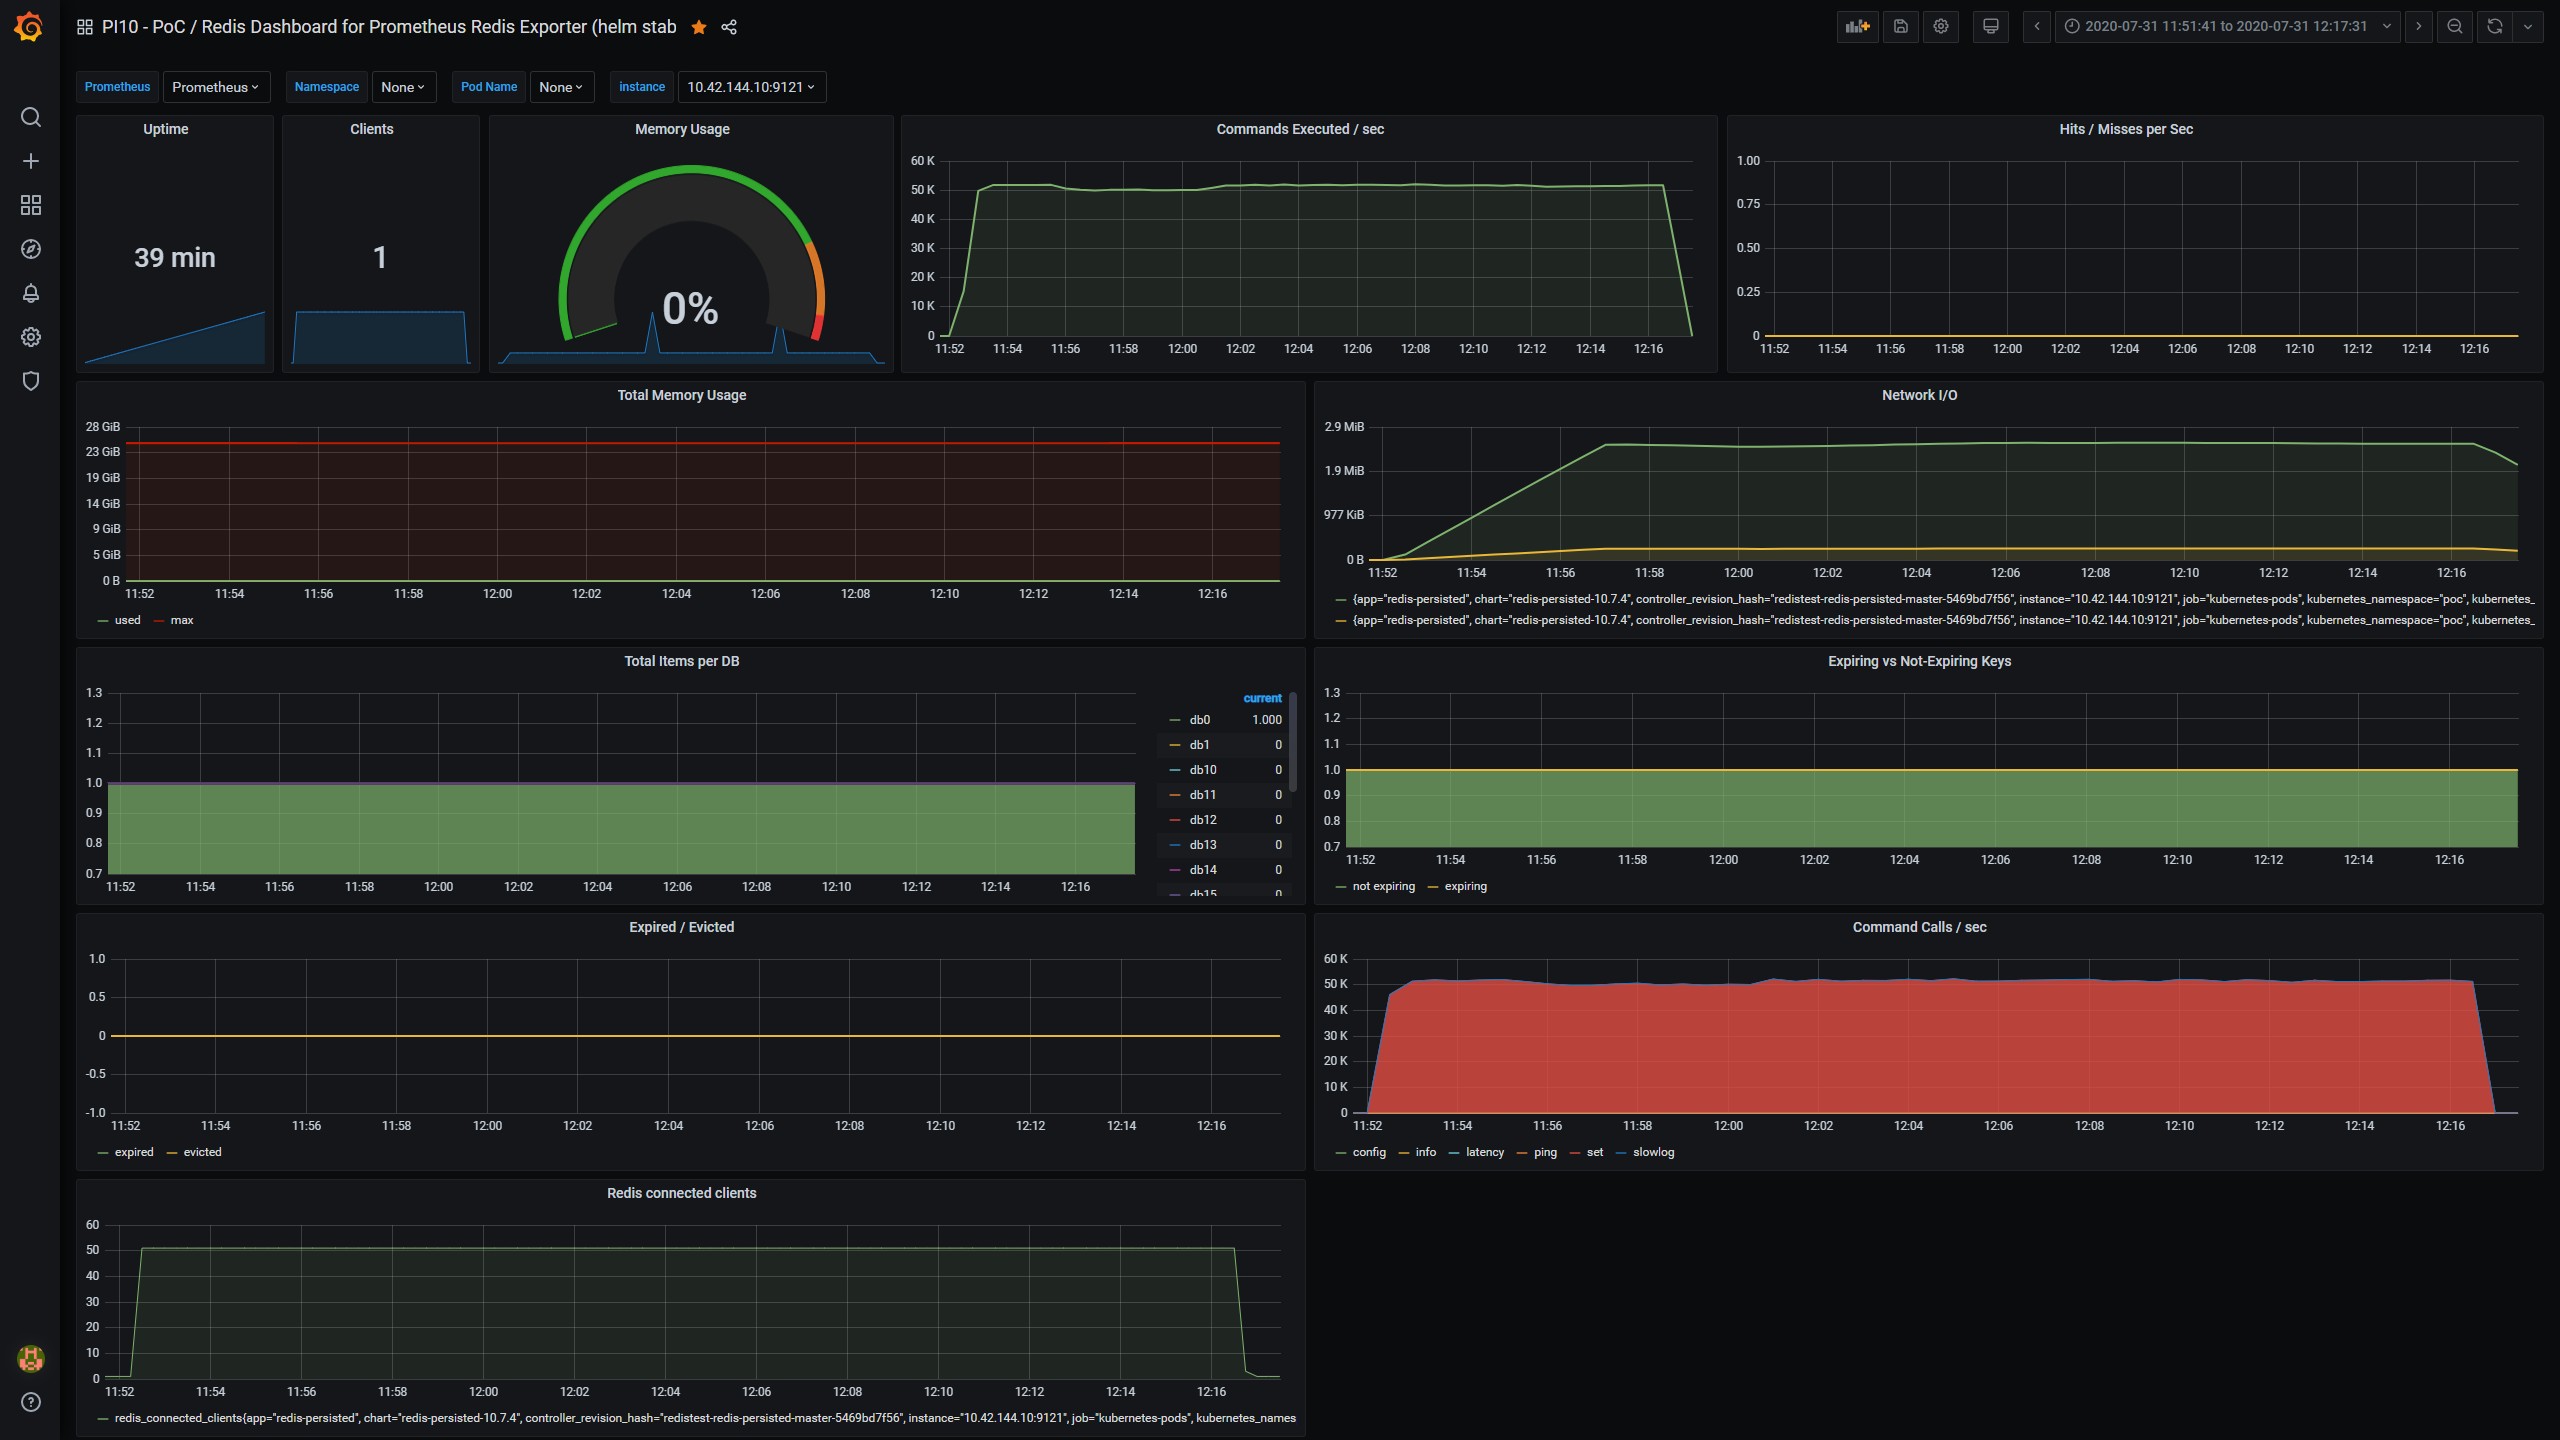 PI10 - PoC / Redis Dashboard for Prometheus Redis Exporter (helm stab
2020-07-31 11:51:41 to 2020-07-31 12:17:31
Prometheus Prometheus Namespace None Pod Name None instance 10.42.144.10:9121
Uptime
39 min
Clients
1
Memory Usage
0%
Commands Executed / sec
60 K
50 K
40 K
30 K
20 K
10 K
0
11:52 11:54 11:56 11:58 12:00 12:02 12:04 12:06 12:08 12:10 12:12 12:14 12:16
Hits / Misses per Sec
1.00
0.75
0.50
0.25
0
11:52 11:54 11:56 11:58 12:00 12:02 12:04 12:06 12:08 12:10 12:12 12:14 12:16
Total Memory Usage
28 GiB
23 GiB
19 GiB
14 GiB
9 GiB
5 GiB
0 B
11:52 11:54 11:56 11:58 12:00 12:02 12:04 12:06 12:08 12:10 12:12 12:14 12:16
used max
Network I/O
2.9 MiB
1.9 MiB
977 KiB
0 B
11:52 11:54 11:56 11:58 12:00 12:02 12:04 12:06 12:08 12:10 12:12 12:14 12:16
{app="redis-persisted", chart="redis-persisted-10.7.4", controller_revision_hash="redistest-redis-persisted-master-5469bd7f56", instance="10.42.144.10:9121", job="kubernetes-pods", kubernetes_namespace="poc", kubernetes_
{app="redis-persisted", chart="redis-persisted-10.7.4", controller_revision_hash="redistest-redis-persisted-master-5469bd7f56", instance="10.42.144.10:9121", job="kubernetes-pods", kubernetes_namespace="poc", kubernetes_
Total Items per DB
1.3
1.2
1.1
1.0
0.9
0.8
0.7
11:52 11:54 11:56 11:58 12:00 12:02 12:04 12:06 12:08 12:10 12:12 12:14 12:16
current
db0 1.000
db1 0
db10 0
db11 0
db12 0
db13 0
db14 0
db15 0
Expiring vs Not-Expiring Keys
1.3
1.2
1.1
1.0
0.9
0.8
0.7
11:52 11:54 11:56 11:58 12:00 12:02 12:04 12:06 12:08 12:10 12:12 12:14 12:16
not expiring expiring
Expired / Evicted
1.0
0.5
0
-0.5
-1.0
11:52 11:54 11:56 11:58 12:00 12:02 12:04 12:06 12:08 12:10 12:12 12:14 12:16
expired evicted
Command Calls / sec
60 K
50 K
40 K
30 K
20 K
10 K
0
11:52 11:54 11:56 11:58 12:00 12:02 12:04 12:06 12:08 12:10 12:12 12:14 12:16
config info latency ping set slowlog
Redis connected clients
60
50
40
30
20
10
0
11:52 11:54 11:56 11:58 12:00 12:02 12:04 12:06 12:08 12:10 12:12 12:14 12:16
redis_connected_clients{app="redis-persisted", chart="redis-persisted-10.7.4", controller_revision_hash="redistest-redis-persisted-master-5469bd7f56", instance="10.42.144.10:9121", job="kubernetes-pods", kubernetes_names